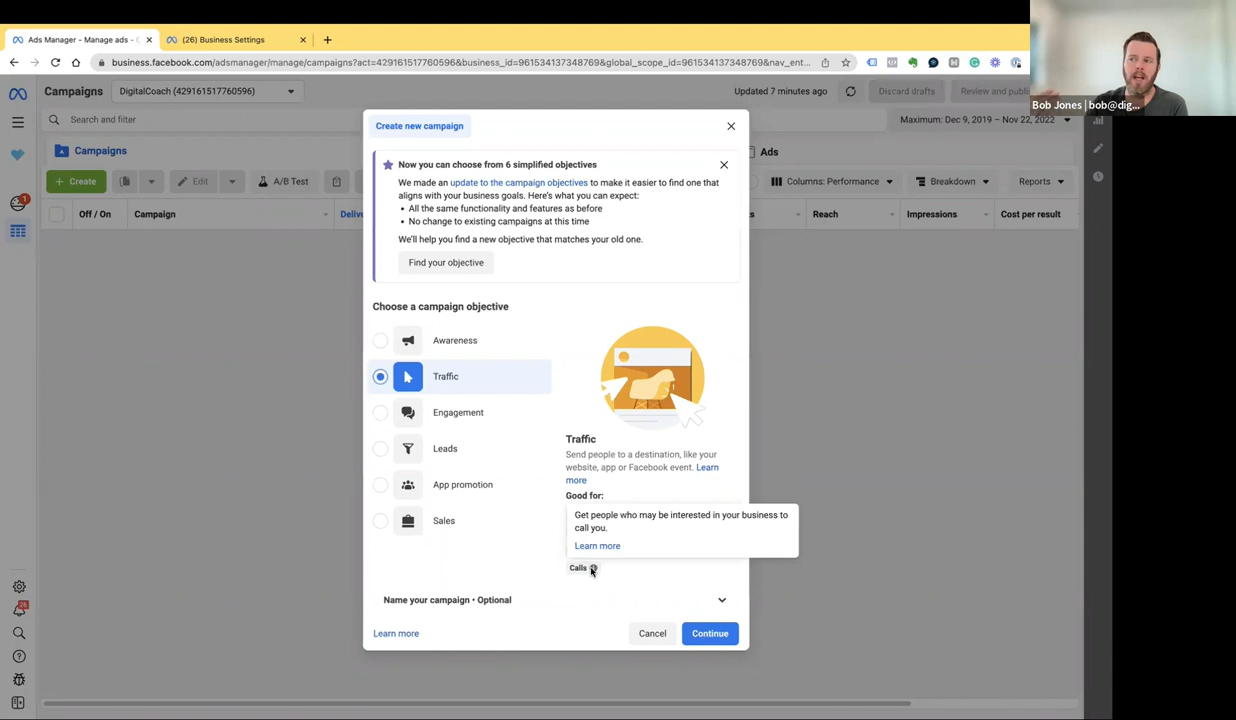 Ads Manager - Manage ads -
(26) Business Settings
business.facebook.com/adsmanager/manage/campaigns?act=429161517760596&business_id=961534137348769&global_scope_id=961534137348769&nav_ent...
Bob Jones | bob@dig...
Campaigns
DigitalCoach (429161517760596)
Updated 7 minutes ago
Discard drafts
Review and publi
Search and filter
Maximum: Dec 9, 2019 – Nov 22, 2022
Campaigns
Ads
+ Create
Edit
A/B Test
Columns: Performance
Breakdown
Reports
Off / On
Campaign
Delive
Reach
Impressions
Cost per result
Create new campaign
Now you can choose from 6 simplified objectives
We made an update to the campaign objectives to make it easier to find one that
aligns with your business goals. Here's what you can expect:
• All the same functionality and features as before
• No change to existing campaigns at this time
We'll help you find a new objective that matches your old one.
Find your objective
Choose a campaign objective
Awareness
Traffic
Engagement
Leads
App promotion
Sales
Traffic
Send people to a destination, like your
website, app or Facebook event. Learn
more
Good for:
Get people who may be interested in your business to
call you.
Learn more
Calls
Name your campaign • Optional
Learn more
Cancel
Continue